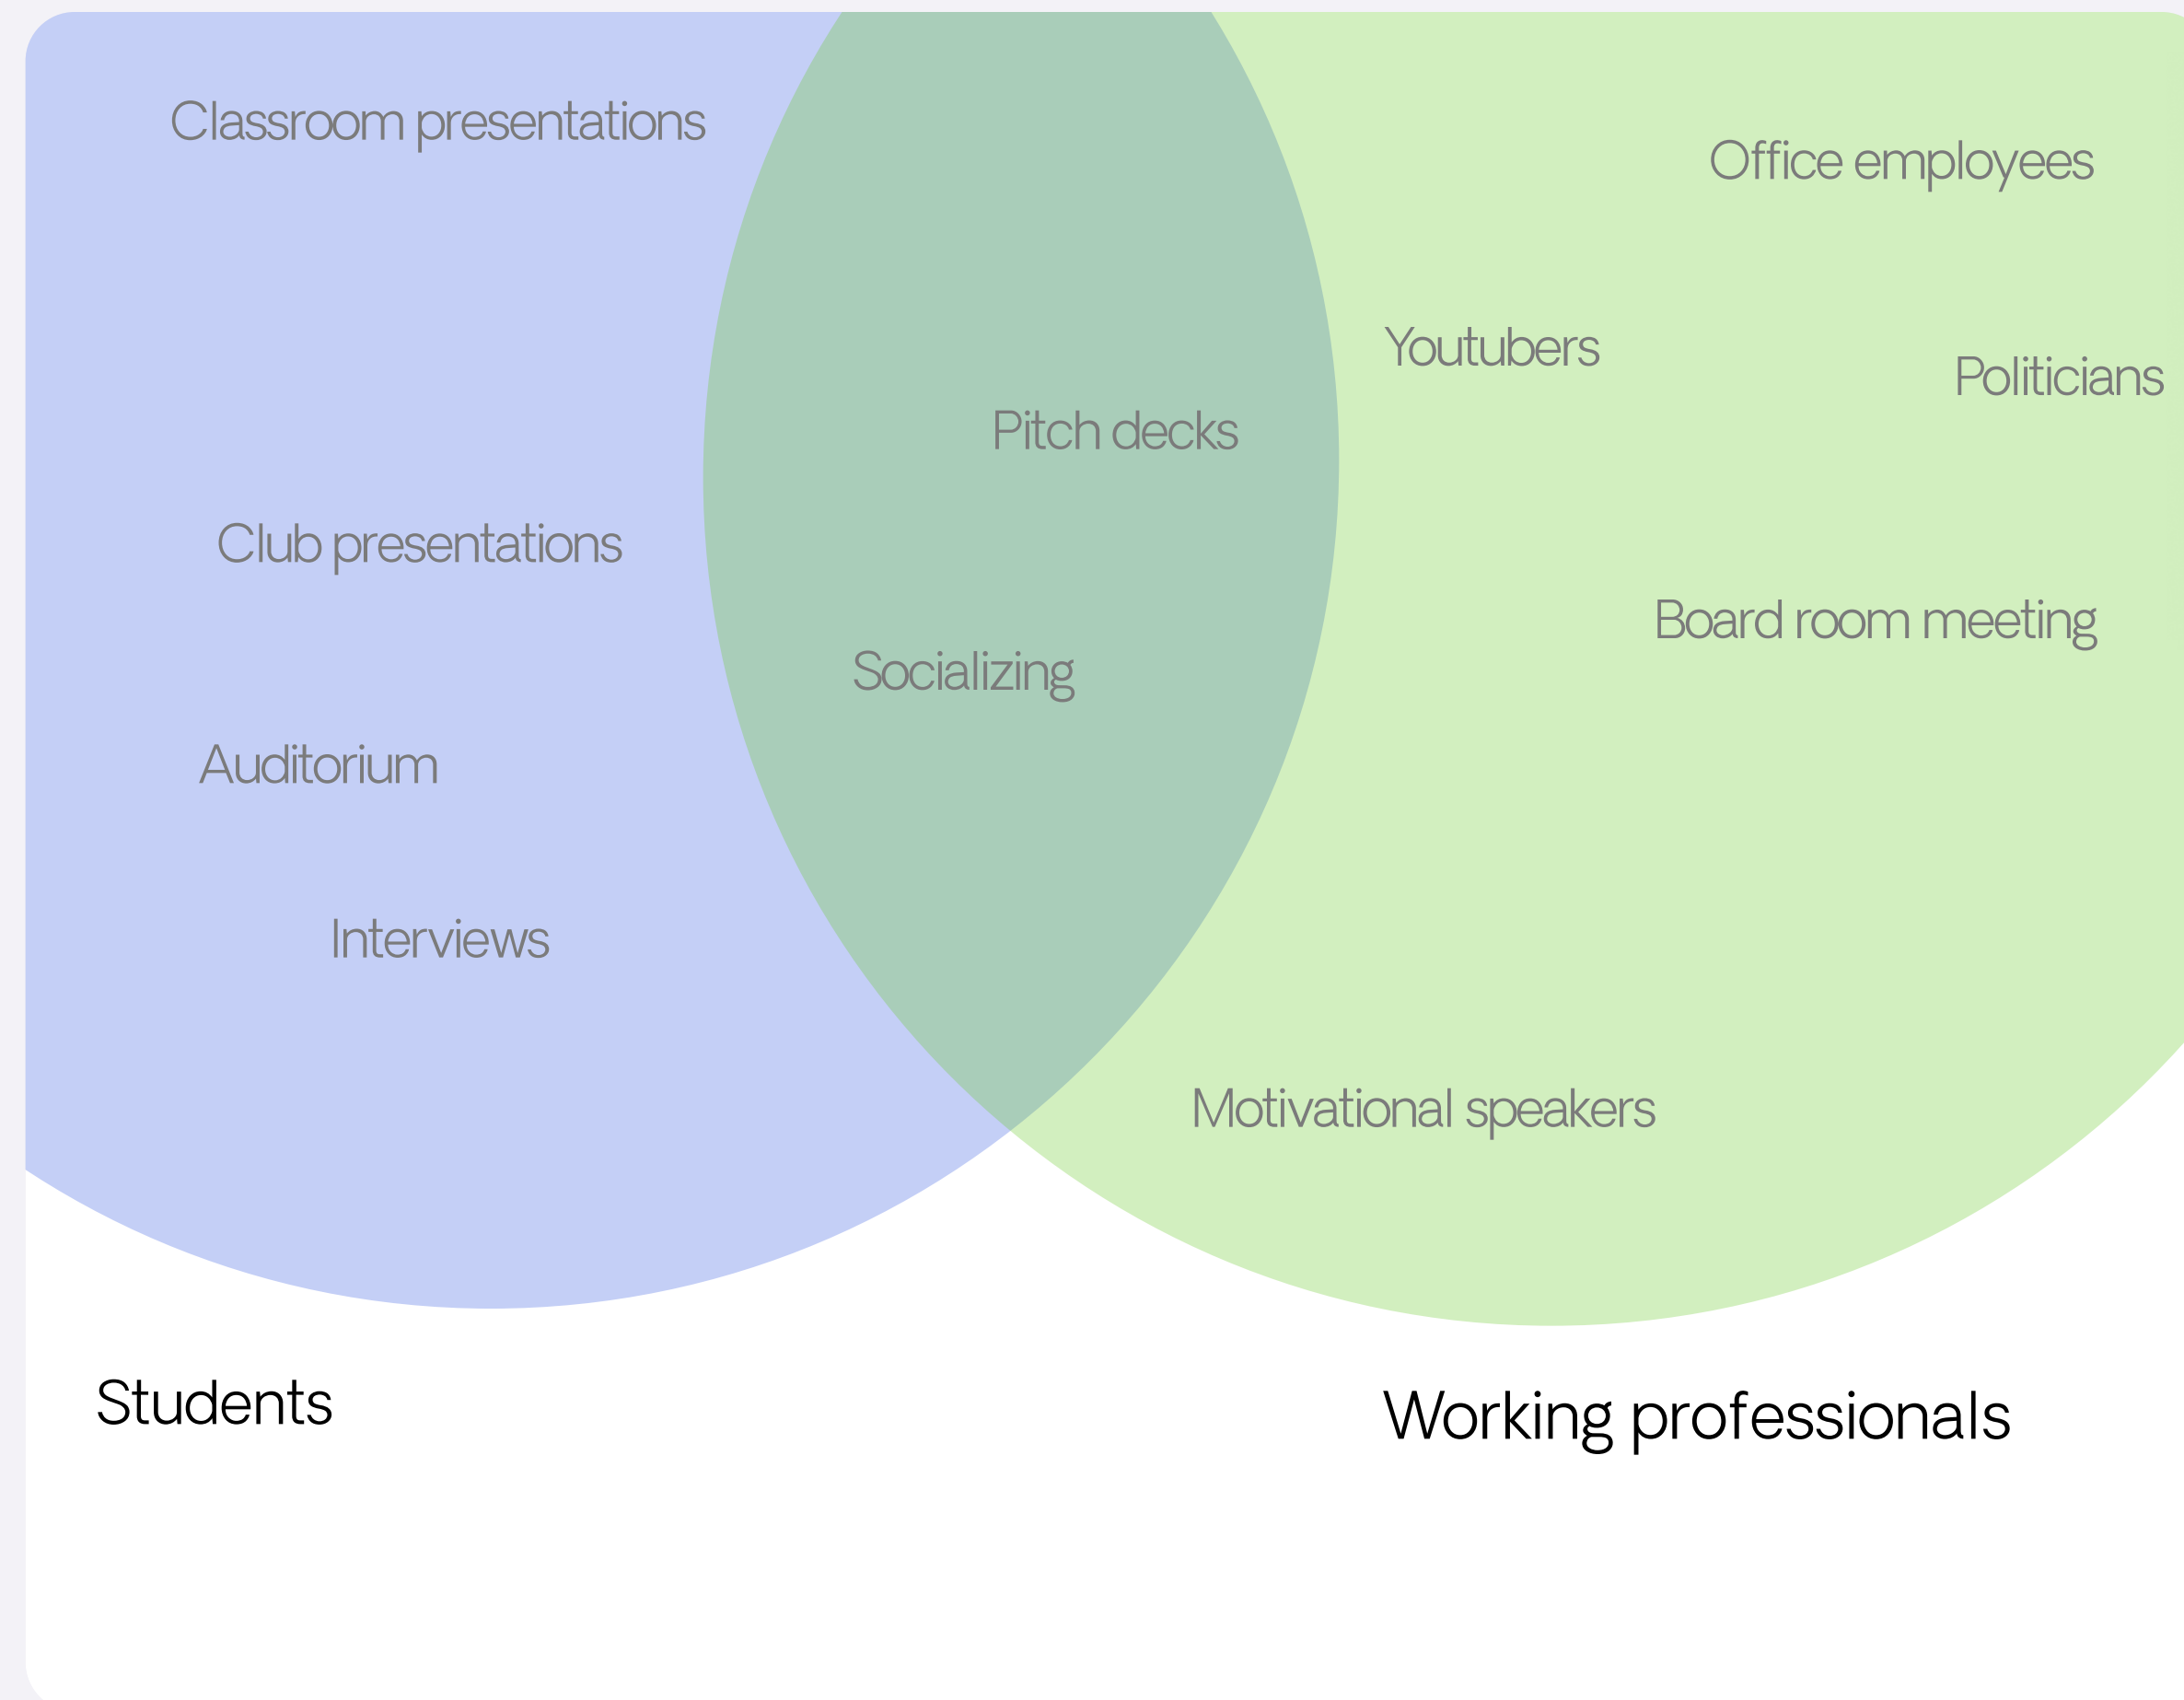 Classroom presentations
Office employees
Youtubers
Politicians
Pitch decks
Club presentations
Board room meeting
Socializing
Auditorium
Interviews
Motivational speakers
Students
Working professionals